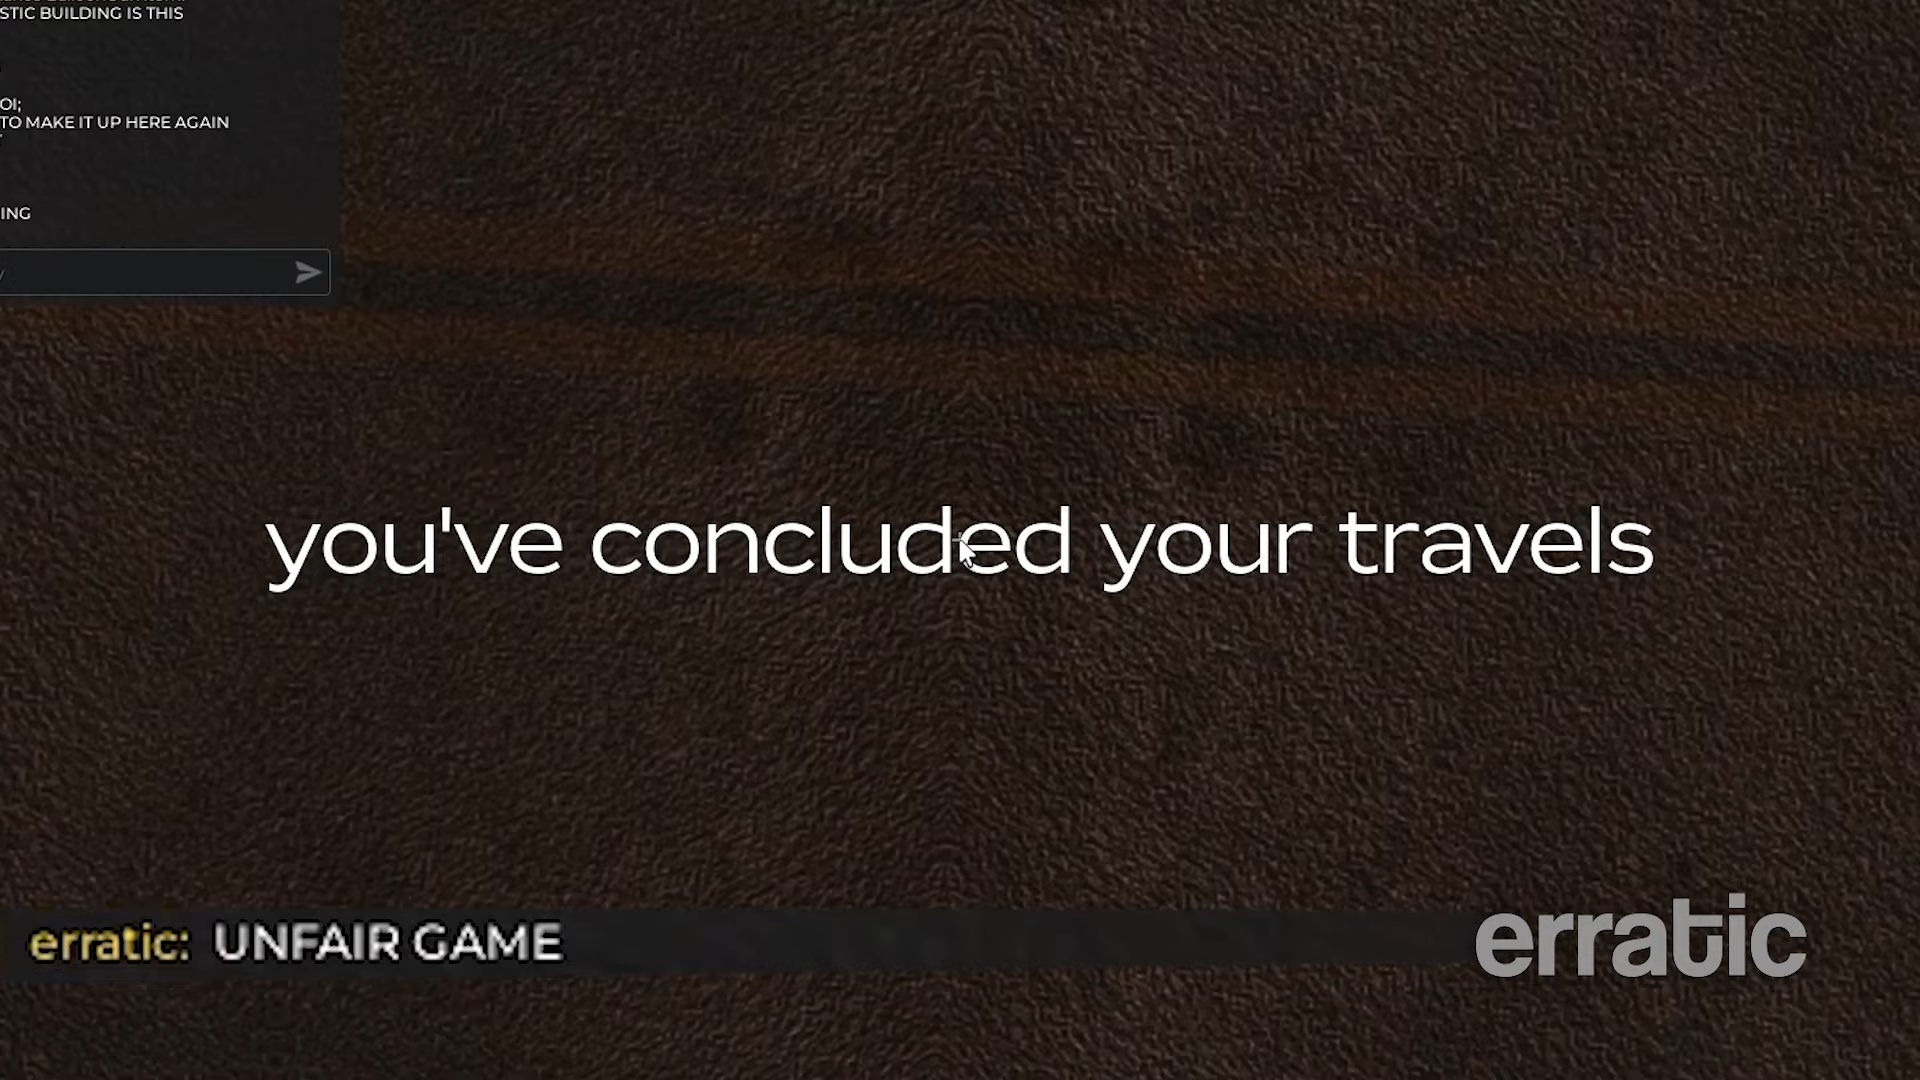 STIC BUILDING IS THIS
OI;
TO MAKE IT UP HERE AGAIN
ING
you've concluded your travels
erratic: UNFAIR GAME
erratic